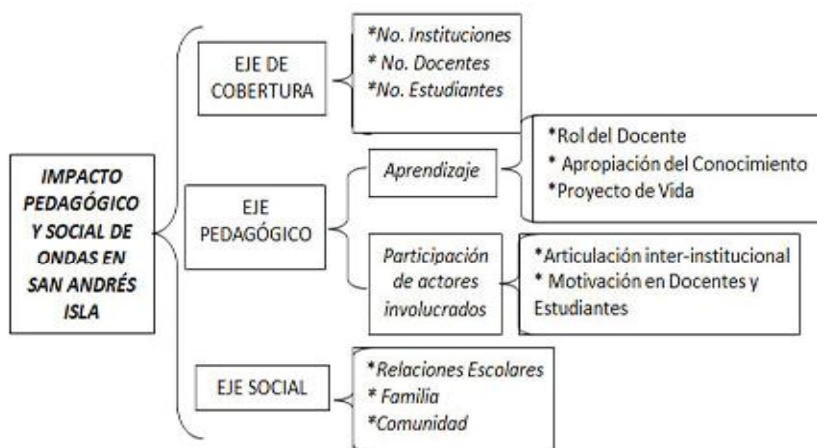 IMPACTO
PEDAGÓGICO
Y SOCIAL DE
ONDAS EN
SAN ANDRÉS
ISLA
EJE DE
COBERTURA
*No. Instituciones
* No. Docentes
*No. Estudiantes
EJE
PEDAGÓGICO
Aprendizaje
*Rol del Docente
* Apropiación del Conocimiento
*Proyecto de Vida
Participación
de actores
involucrados
*Articulación inter-institucional
* Motivación en Docentes y
Estudiantes
EJE SOCIAL
*Relaciones Escolares
* Familia
*Comunidad